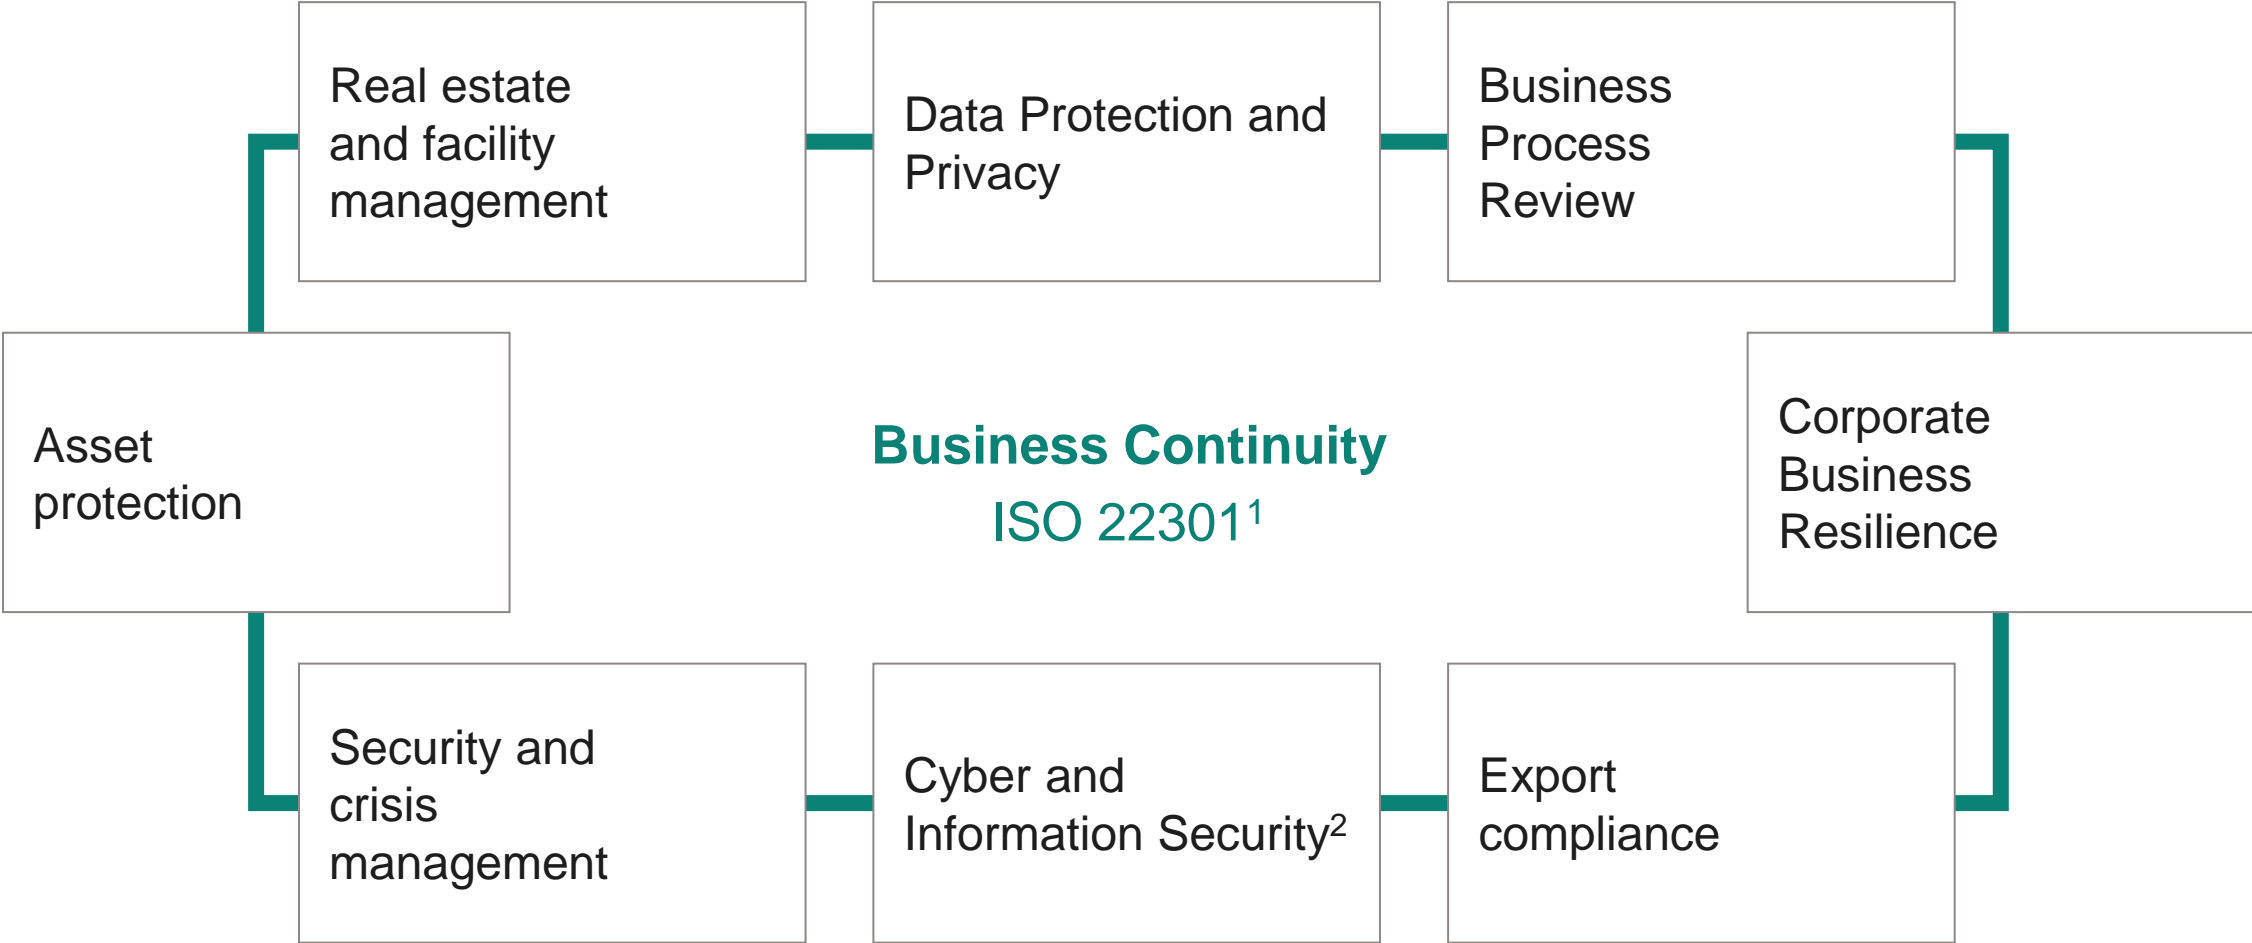 Real estate
and facility
management
Data Protection and
Privacy
Business
Process
Review
Asset
protection
Business Continuity
ISO 22301¹
Corporate
Business
Resilience
Security and
crisis
management
Cyber and
Information Security²
Export
compliance